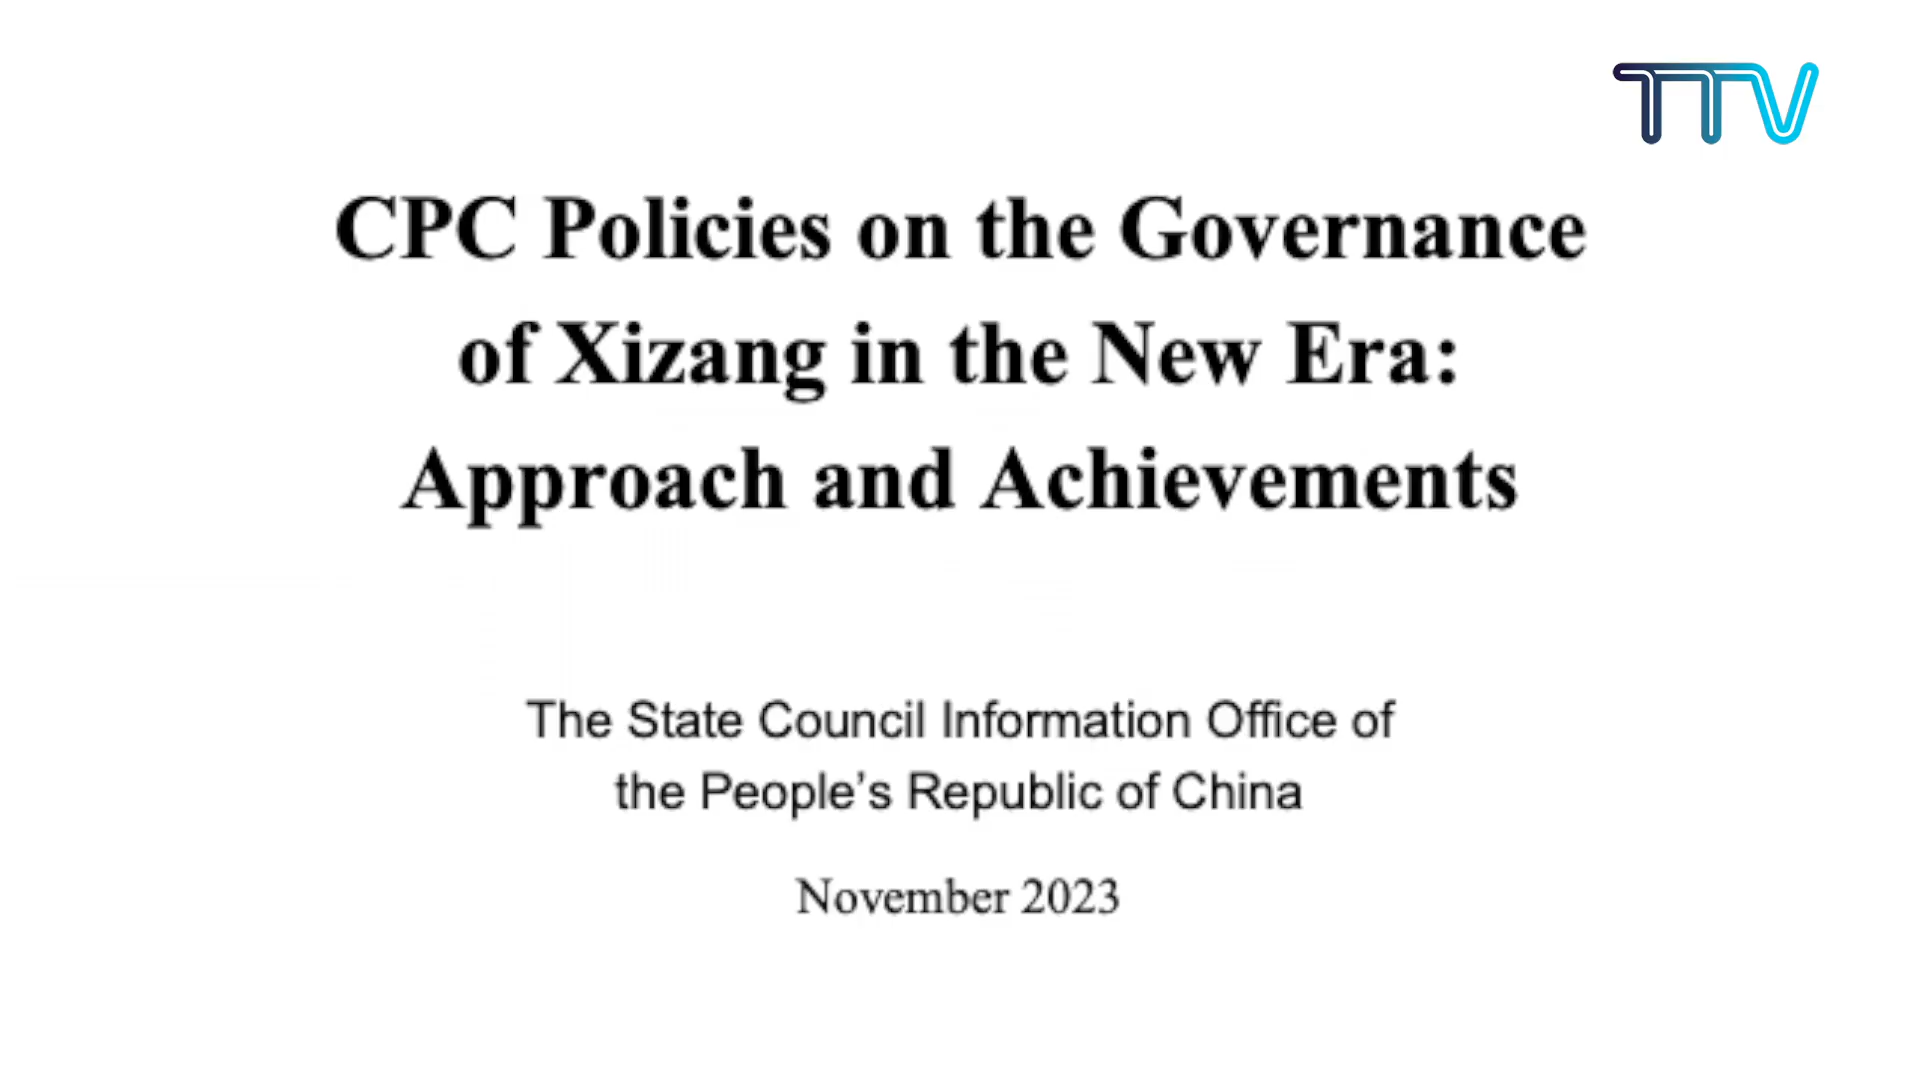 TTV
CPC Policies on the Governance
of Xizang in the New Era:
Approach and Achievements
The State Council Information Office of
the People’s Republic of China
November 2023